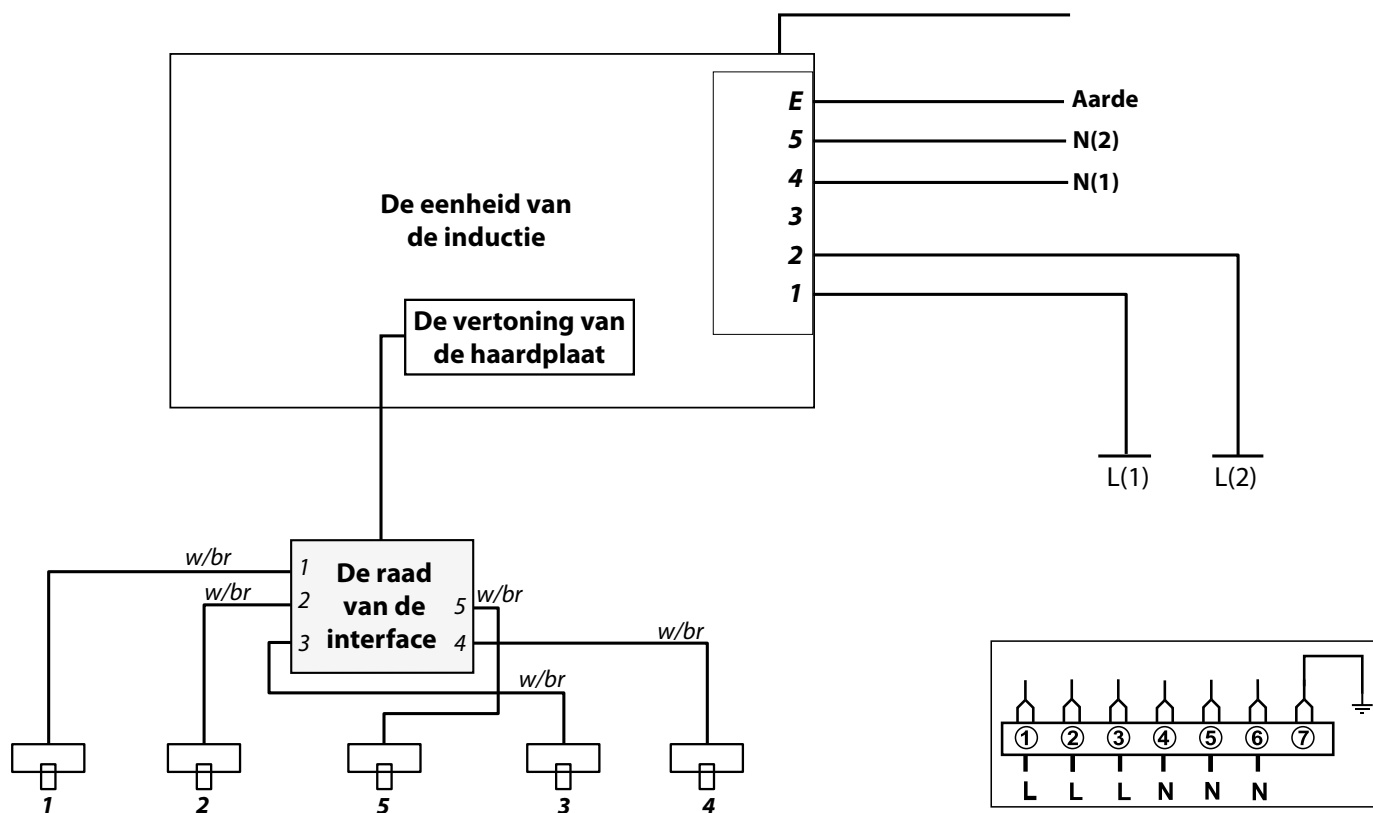 E
Aarde
5
N(2)
4
N(1)
3
2
1
De eenheid van
de inductie
De vertoning van
de haardplaat
L(1)
L(2)
w/br
1
w/br
2
3
De raad
van de
interface
5
w/br
4
w/br
w/br
1
2
5
3
4
1 2 3 4 5 6 7
L L L N N N